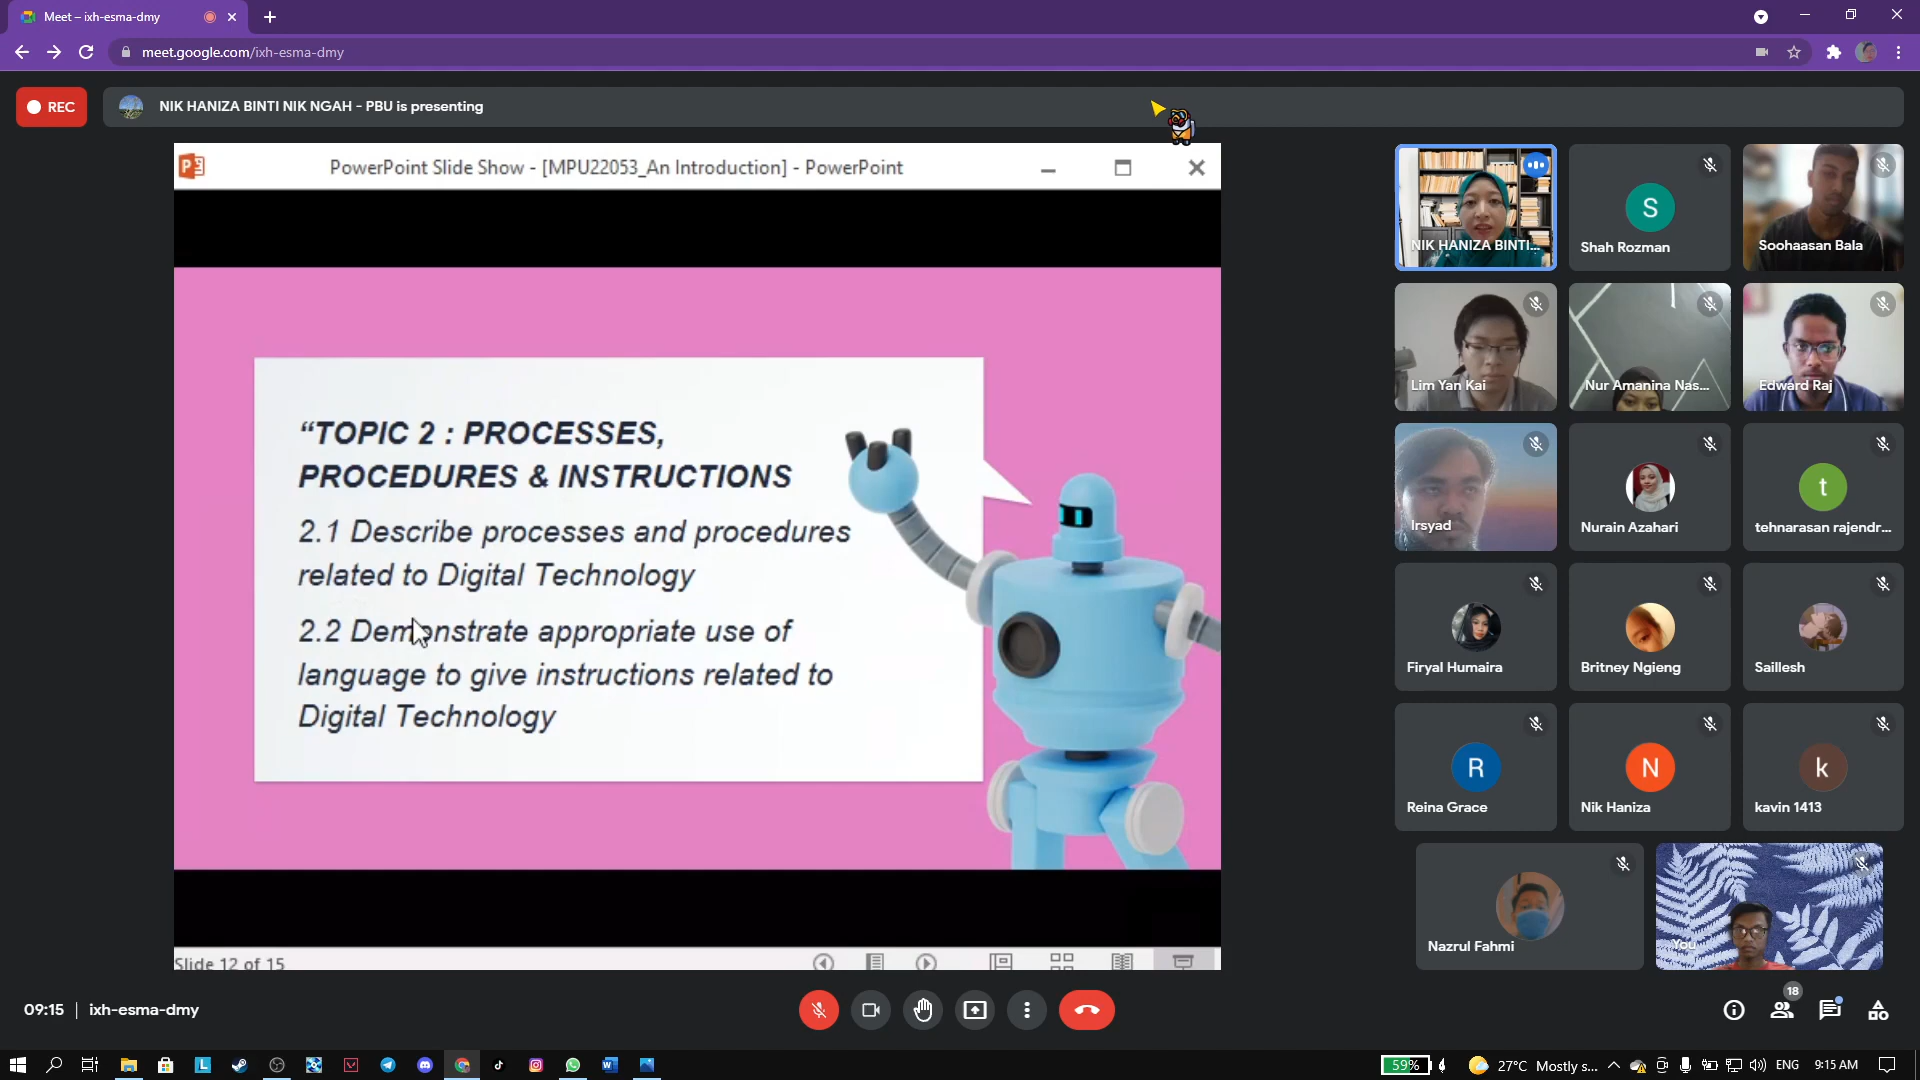 Meet – ixh-esma-dmy
meet.google.com/ixh-esma-dmy
REC
NIK HANIZA BINTI NIK NGAH - PBU is presenting
PowerPoint Slide Show - [MPU22053_An Introduction] - PowerPoint
“TOPIC 2 : PROCESSES,
PROCEDURES & INSTRUCTIONS
2.1 Describe processes and procedures
related to Digital Technology
2.2 Demonstrate appropriate use of
language to give instructions related to
Digital Technology
Slide 12 of 15
NIK HANIZA BINTI...
S
Shah Rozman
Soohaasan Bala
Lim Yan Kai
Nur Amanina Nas...
Edward Raj
Irsyad
Nurain Azahari
t
tehnarasan rajendr...
Firyal Humaira
Britney Ngieng
Saillesh
R
Reina Grace
N
Nik Haniza
k
kavin 1413
Nazrul Fahmi
You
09:15 | ixh-esma-dmy
18
59%
27°C Mostly s...
ENG
9:15 AM